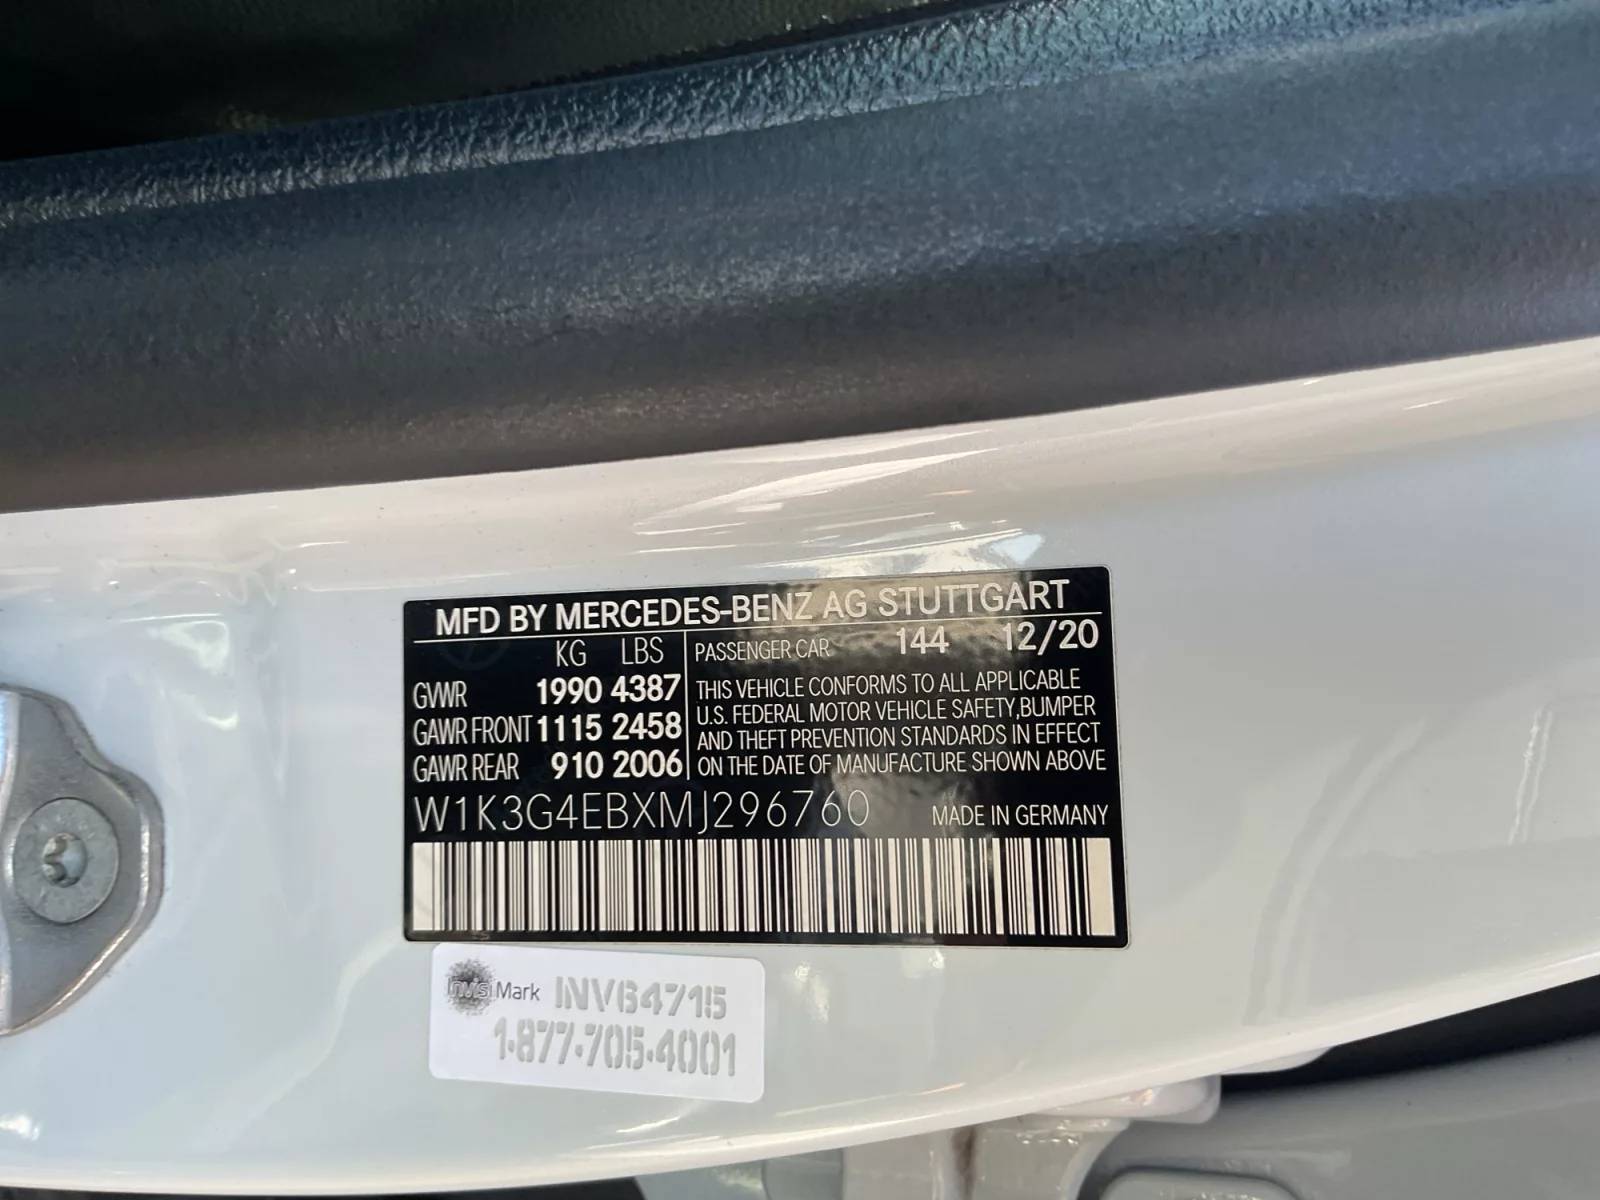 MFD BY MERCEDES-BENZ AG STUTTGART
KG LBS
GVWR 1990 4387
GAWR FRONT 1115 2458
GAWR REAR 910 2006
PASSENGER CAR 144 12/20
THIS VEHICLE CONFORMS TO ALL APPLICABLE
U.S. FEDERAL MOTOR VEHICLE SAFETY,BUMPER
AND THEFT PREVENTION STANDARDS IN EFFECT
ON THE DATE OF MANUFACTURE SHOWN ABOVE
W1K3G4EBXMJ296760
MADE IN GERMANY
InvisiMark INV64715
1-877-705-4001